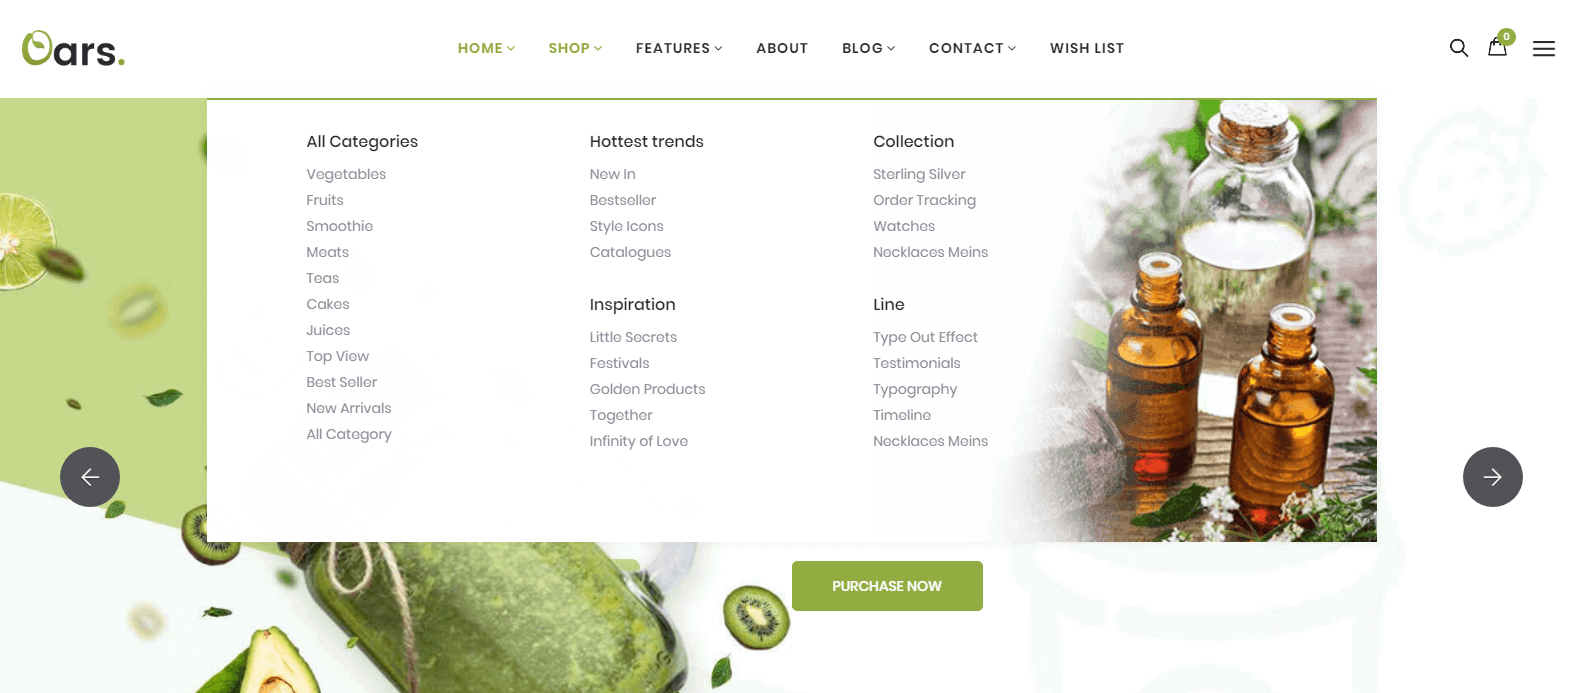 Oars.
HOME SHOP FEATURES ABOUT BLOG CONTACT WISH LIST
0
All Categories
Vegetables
Fruits
Smoothie
Meats
Teas
Cakes
Juices
Top View
Best Seller
New Arrivals
All Category
Hottest trends
New In
Bestseller
Style Icons
Catalogues
Inspiration
Little Secrets
Festivals
Golden Products
Together
Infinity of Love
Collection
Sterling Silver
Order Tracking
Watches
Necklaces Meins
Line
Type Out Effect
Testimonials
Typography
Timeline
Necklaces Meins
PURCHASE NOW